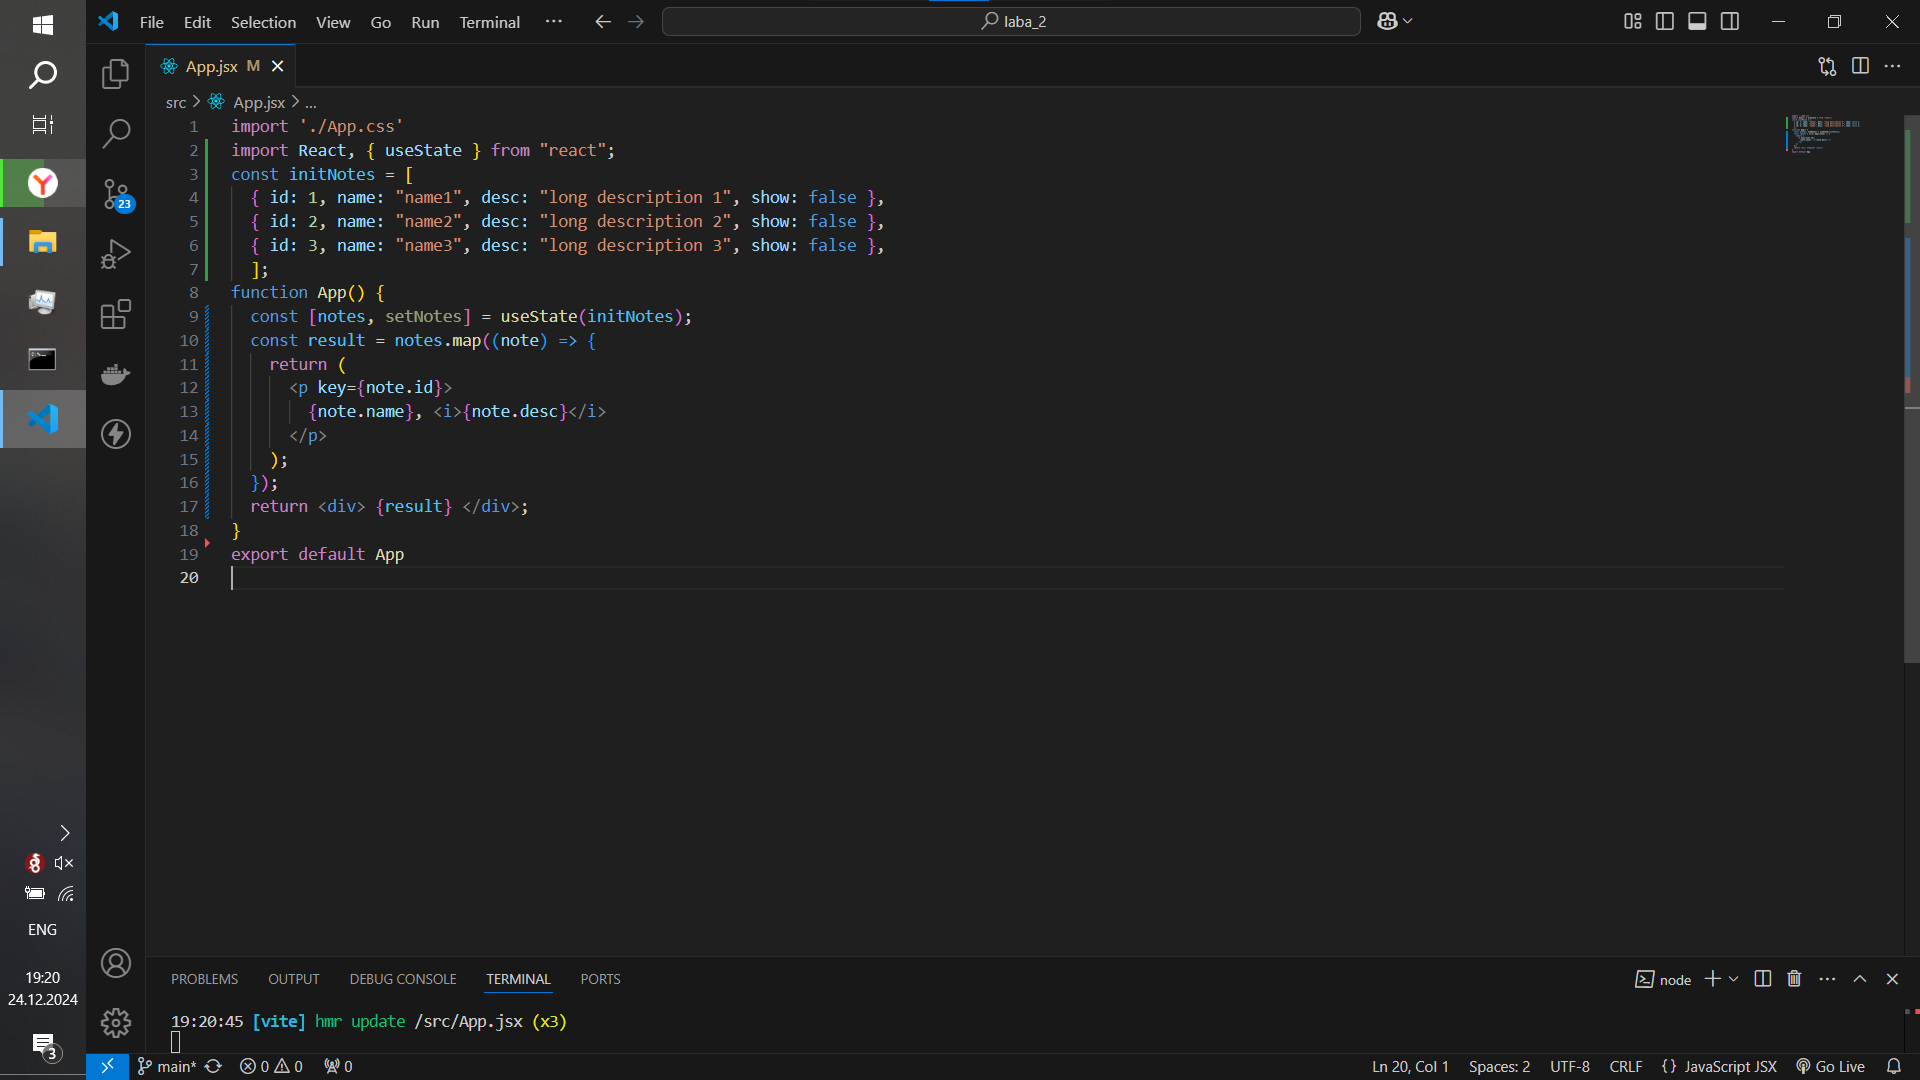 File Edit Selection View Go Run Terminal ··· laba_2
App.jsx M
src > App.jsx > ...
1 import './App.css'
2 import React, { useState } from "react";
3 const initNotes = [
4 { id: 1, name: "name1", desc: "long description 1", show: false },
5 { id: 2, name: "name2", desc: "long description 2", show: false },
6 { id: 3, name: "name3", desc: "long description 3", show: false },
7 ];
8 function App() {
9 const [notes, setNotes] = useState(initNotes);
10 const result = notes.map((note) => {
11 return (
12 <p key={note.id}>
13 {note.name}, <i>{note.desc}</i>
14 </p>
15 );
16 });
17 return <div> {result} </div>;
18 }
19 export default App
20
23
PROBLEMS OUTPUT DEBUG CONSOLE TERMINAL PORTS node
19:20:45 [vite] hmr update /src/App.jsx (x3)
main* 0 0 0 Ln 20, Col 1 Spaces: 2 UTF-8 CRLF {} JavaScript JSX Go Live
ENG
19:20
24.12.2024
3